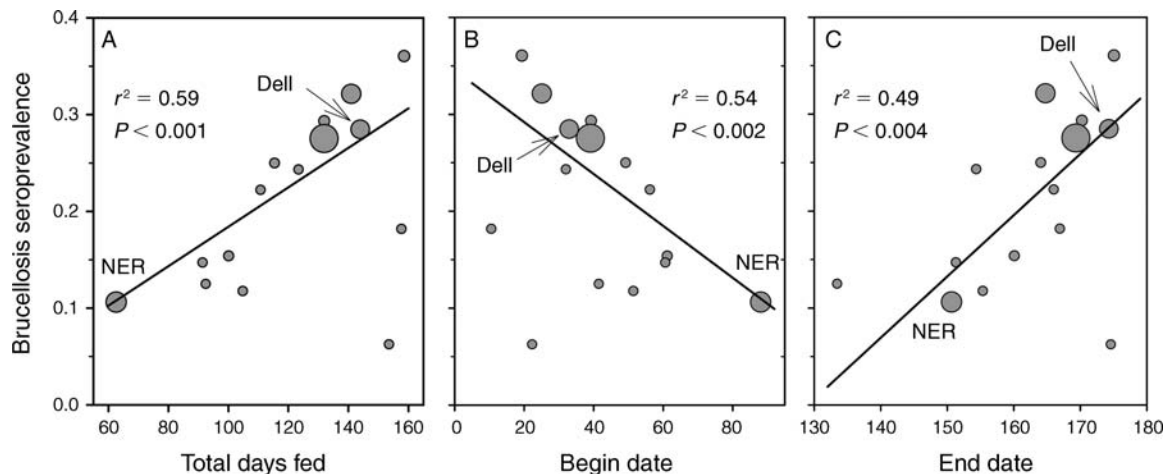 Brucellosis seroprevalence
0.4
0.3
0.2
0.1
0.0
A
r² = 0.59
P < 0.001
Dell
NER
60 80 100 120 140 160
Total days fed
B
r² = 0.54
P < 0.002
Dell
NER
0 20 40 60 80
Begin date
C
r² = 0.49
P < 0.004
Dell
NER
130 140 150 160 170 180
End date